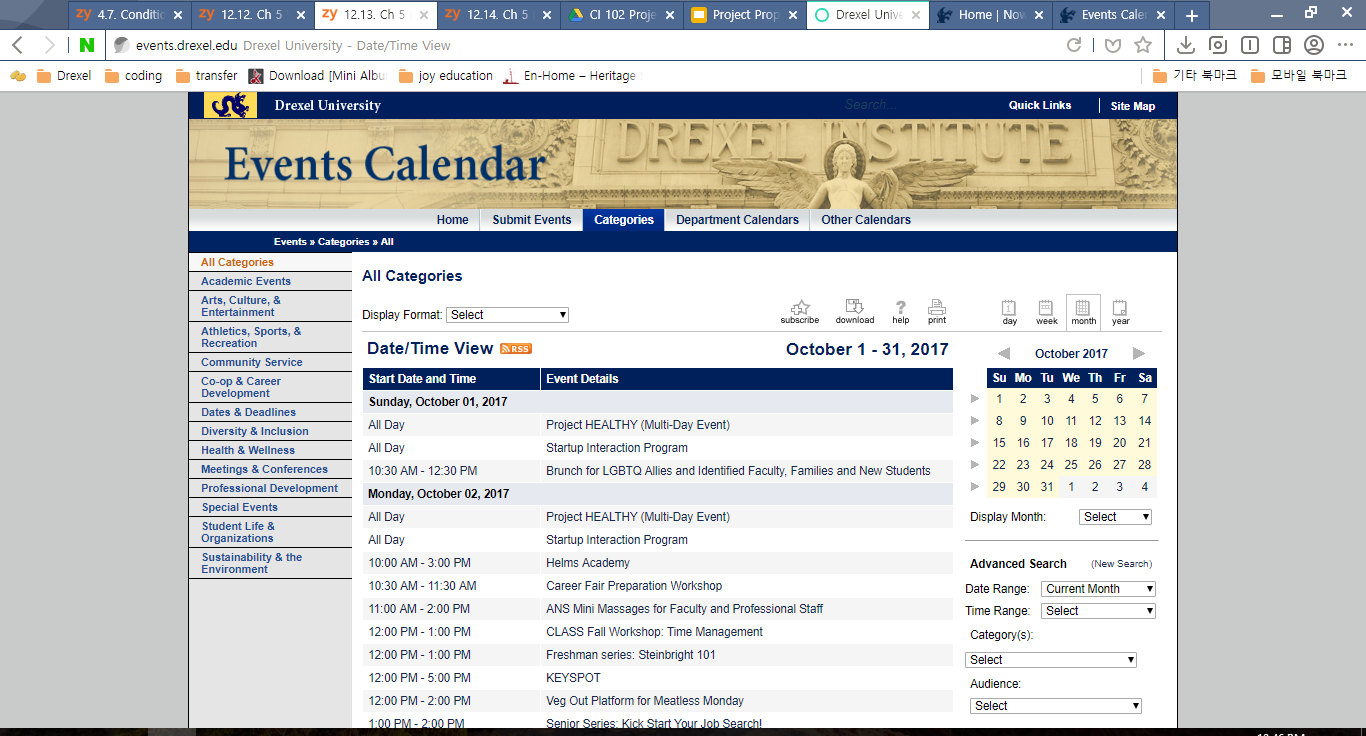 4.7. Conditio
12.12. Ch 5
12.13. Ch 5
12.14. Ch 5
CI 102 Proje
Project Prop
Drexel Unive
Home | Nov
Events Calen
events.drexel.edu Drexel University - Date/Time View
Drexel
coding
transfer
Download [Mini Albu
joy education
En-Home – Heritage
기타 북마크
모바일 북마크
Drexel University
Search...
Quick Links
Site Map
DREXEL INSTITUTE
Events Calendar
Home
Submit Events
Categories
Department Calendars
Other Calendars
Events » Categories » All
All Categories
Academic Events
Arts, Culture, &
Entertainment
Athletics, Sports, &
Recreation
Community Service
Co-op & Career
Development
Dates & Deadlines
Diversity & Inclusion
Health & Wellness
Meetings & Conferences
Professional Development
Special Events
Student Life &
Organizations
Sustainability & the
Environment
All Categories
Display Format: Select
subscribe
download
help
print
day
week
month
year
Date/Time View RSS
October 1 - 31, 2017
Start Date and Time Event Details
Sunday, October 01, 2017
All Day Project HEALTHY (Multi-Day Event)
All Day Startup Interaction Program
10:30 AM - 12:30 PM Brunch for LGBTQ Allies and Identified Faculty, Families and New Students
Monday, October 02, 2017
All Day Project HEALTHY (Multi-Day Event)
All Day Startup Interaction Program
10:00 AM - 3:00 PM Helms Academy
10:30 AM - 11:30 AM Career Fair Preparation Workshop
11:00 AM - 2:00 PM ANS Mini Massages for Faculty and Professional Staff
12:00 PM - 1:00 PM CLASS Fall Workshop: Time Management
12:00 PM - 1:00 PM Freshman series: Steinbright 101
12:00 PM - 5:00 PM KEYSPOT
12:00 PM - 2:00 PM Veg Out Platform for Meatless Monday
1:00 PM - 2:00 PM Senior Series: Kick Start Your Job Search!
October 2017
Su Mo Tu We Th Fr Sa
1 2 3 4 5 6 7
8 9 10 11 12 13 14
15 16 17 18 19 20 21
22 23 24 25 26 27 28
29 30 31 1 2 3 4
Display Month: Select
Advanced Search (New Search)
Date Range: Current Month
Time Range: Select
Category(s):
Select
Audience:
Select